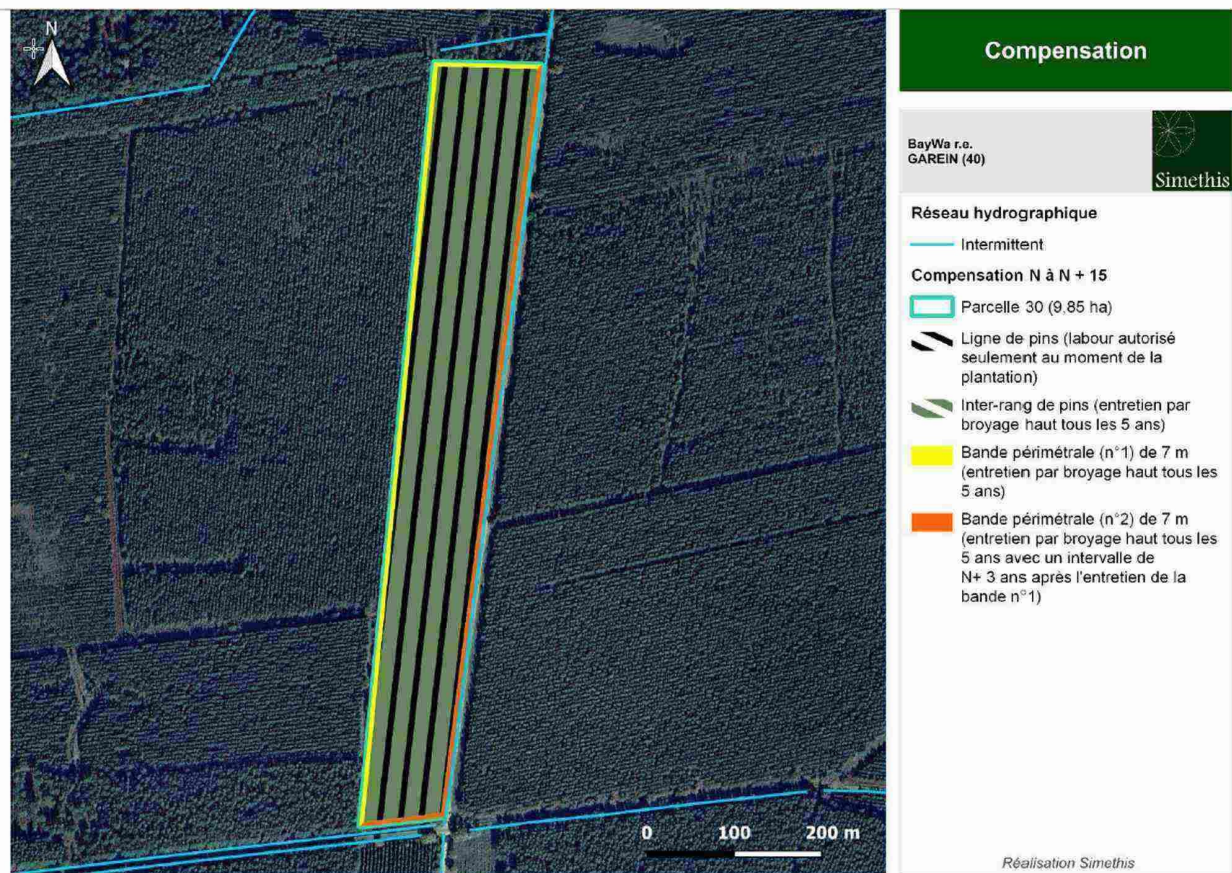 N
Compensation
BayWa r.e.
GAREIN (40)
Simethis
Réseau hydrographique
Intermittent
Compensation N à N + 15
Parcelle 30 (9,85 ha)
Ligne de pins (labour autorisé
seulement au moment de la
plantation)
Inter-rang de pins (entretien par
broyage haut tous les 5 ans)
Bande périmétrale (n°1) de 7 m
(entretien par broyage haut tous les
5 ans)
Bande périmétrale (n°2) de 7 m
(entretien par broyage haut tous les
5 ans avec un intervalle de
N+ 3 ans après l'entretien de la
bande n°1)
0 100 200 m
Réalisation Simethis